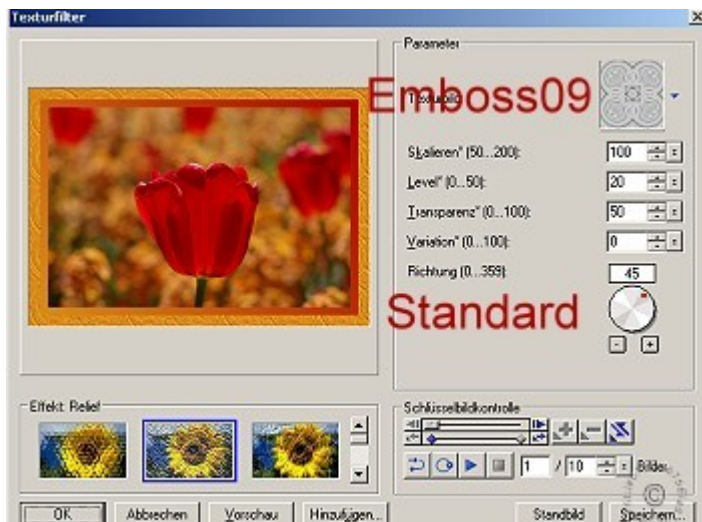 Texturfilter
Parameter
Emboss09
Skalieren* (50...200):
100
Level* (0...50):
20
Transparenz* (0...100):
50
Variation* (0...100):
0
Richtung (0...359):
45
Standard
Effekt: Relief
Schlüsselbildkontrolle
1 / 10 Bilder
OK
Abbrechen
Vorschau
Hinzufügen...
Standbild
Speichern...